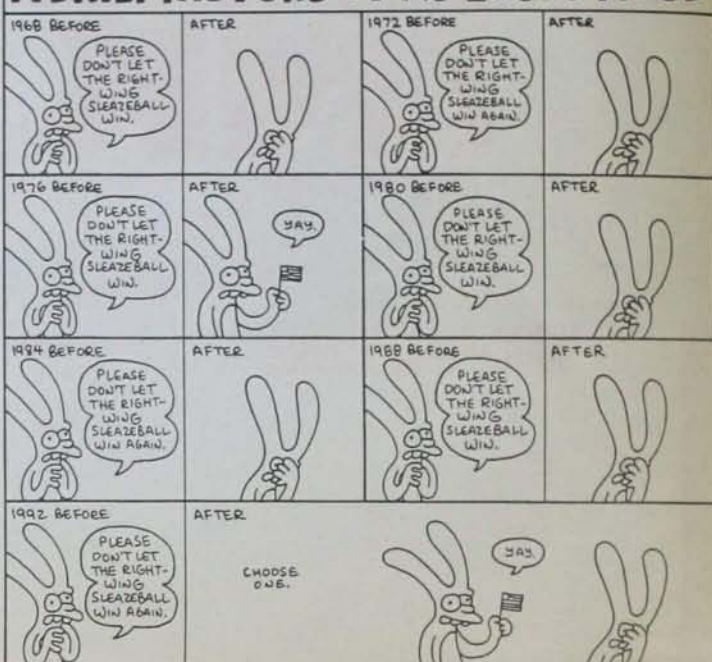 1968 BEFORE
PLEASE
DON'T LET
THE RIGHT-
WING
SLEAZEBALL
WIN.
AFTER
1972 BEFORE
PLEASE
DON'T LET
THE RIGHT-
WING
SLEAZEBALL
WIN AGAIN.
AFTER
1976 BEFORE
PLEASE
DON'T LET
THE RIGHT-
WING
SLEAZEBALL
WIN.
AFTER
YAY.
1980 BEFORE
PLEASE
DON'T LET
THE RIGHT-
WING
SLEAZEBALL
WIN.
AFTER
1984 BEFORE
PLEASE
DON'T LET
THE RIGHT-
WING
SLEAZEBALL
WIN AGAIN.
AFTER
1988 BEFORE
PLEASE
DON'T LET
THE RIGHT-
WING
SLEAZEBALL
WIN.
AFTER
1992 BEFORE
PLEASE
DON'T LET
THE RIGHT-
WING
SLEAZEBALL
WIN AGAIN.
AFTER
CHOOSE
ONE.
YAY.